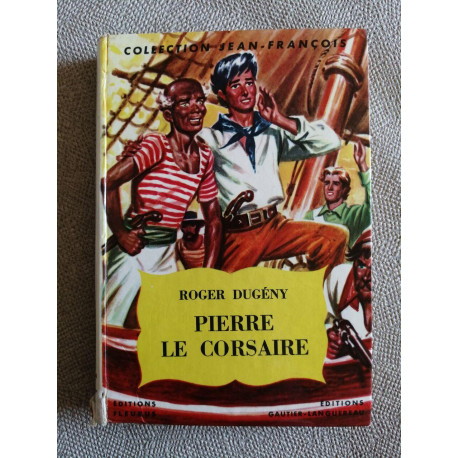 COLLECTION JEAN-FRANÇOIS
ROGER DUGÉNY
PIERRE
LE CORSAIRE
EDITIONS
FLEURUS
EDITIONS
GAUTIER-LANGUEREAU